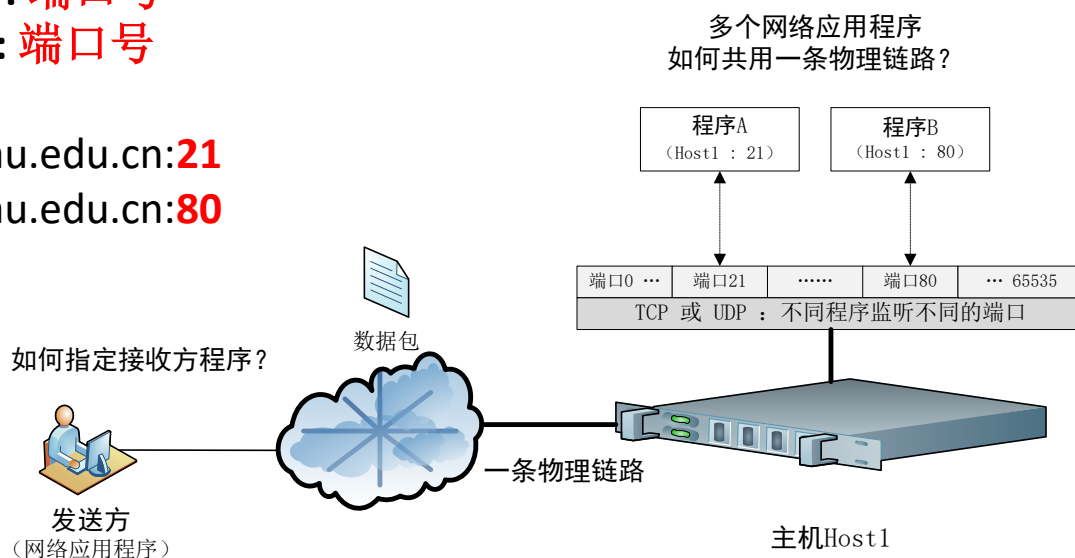 : 端口号
: 端口号
u.edu.cn:21
u.edu.cn:80
多个网络应用程序
如何共用一条物理链路?
程序A
(Host1 : 21)
程序B
(Host1 : 80)
端口0 … 端口21 …… 端口80 … 65535
TCP 或 UDP : 不同程序监听不同的端口
数据包
如何指定接收方程序?
一条物理链路
发送方
(网络应用程序)
主机Host1